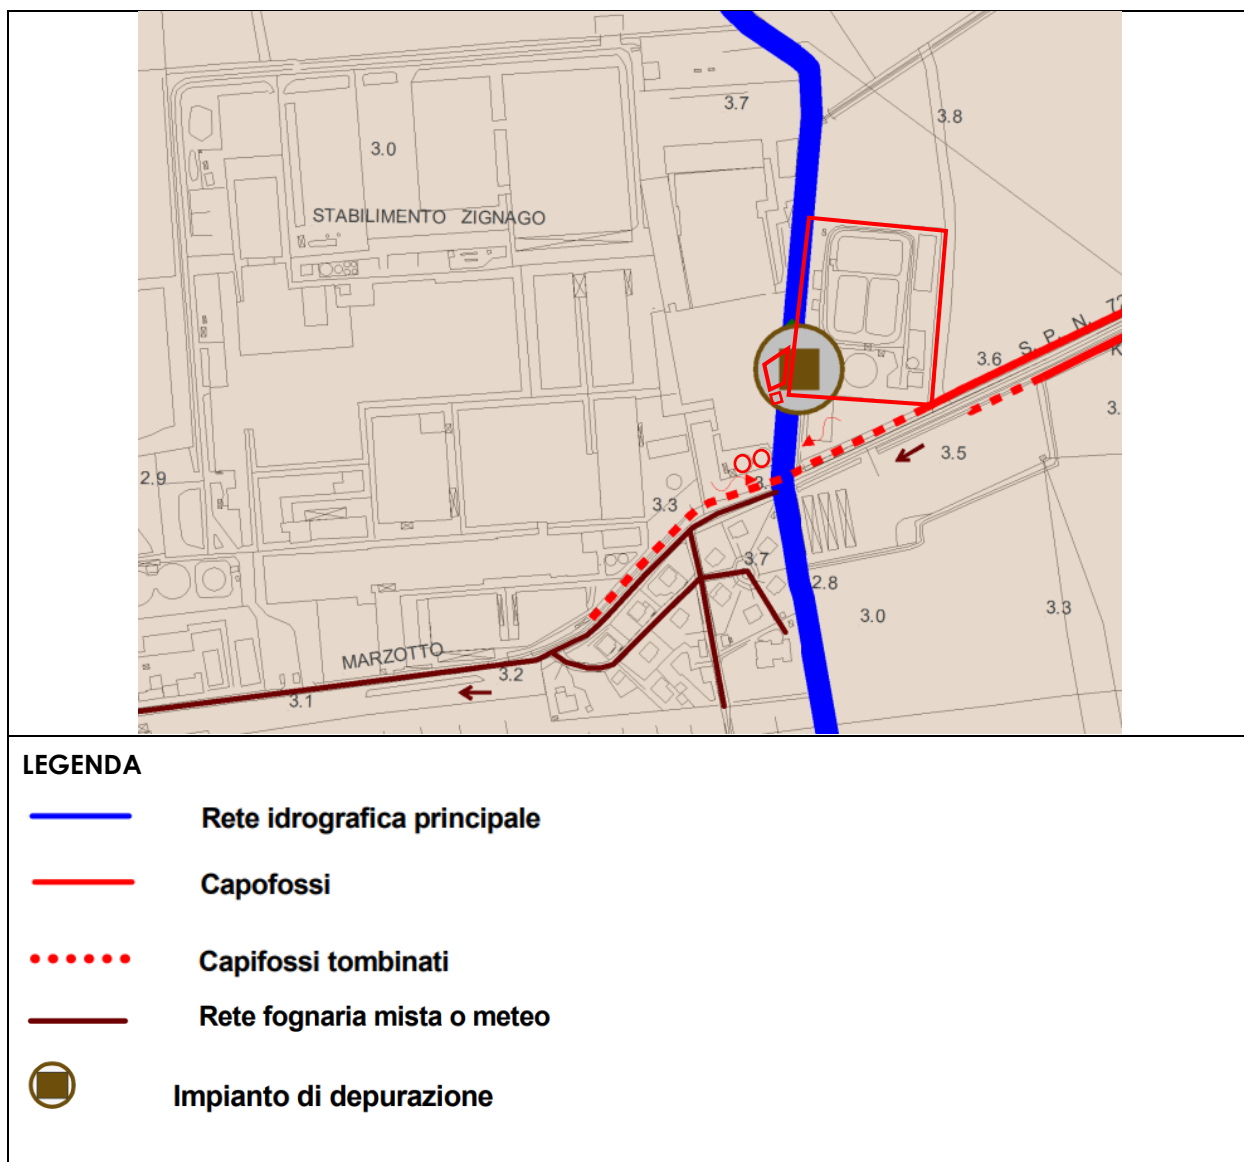 3.7
3.8
3.0
STABILIMENTO ZIGNAGO
S. P. N.
3.6
3.5
2.9
3.3
3.7
2.8
3.0
3.3
MARZOTTO
3.2
3.1
LEGENDA
Rete idrografica principale
Capofossi
Capifossi tombinati
Rete fognaria mista o meteo
Impianto di depurazione